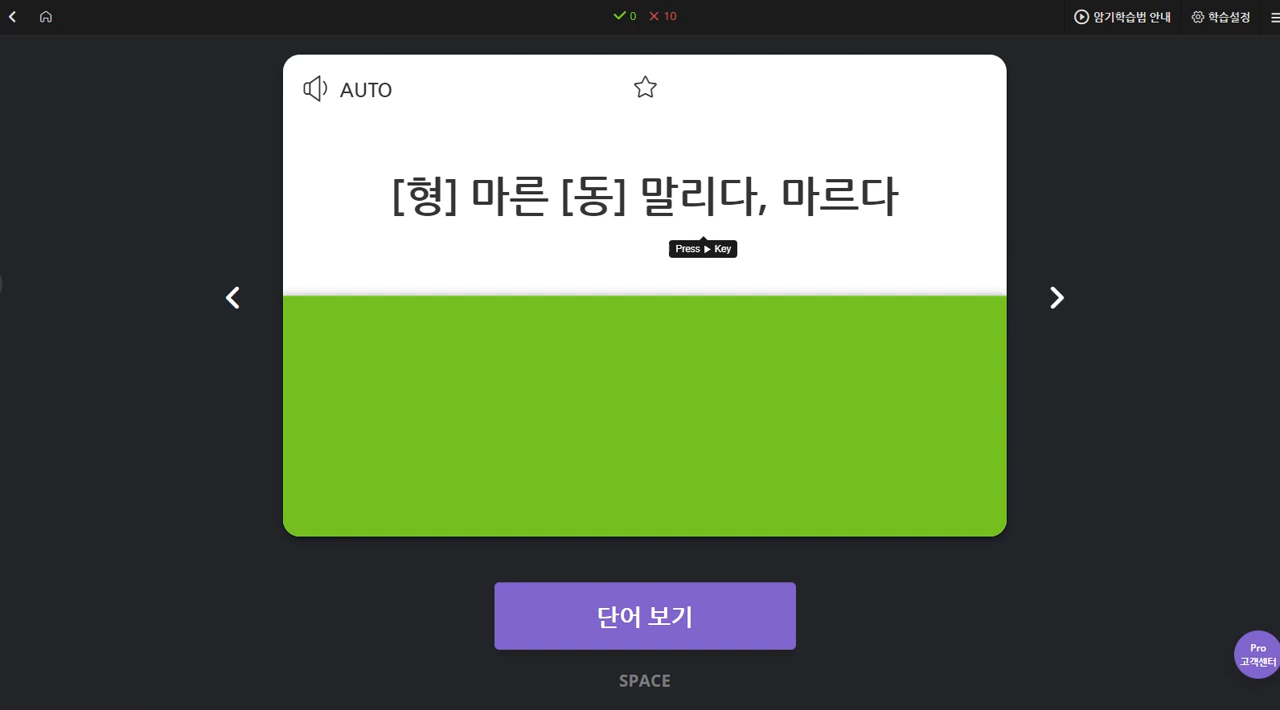 0 10 암기학습법 안내 학습설정
AUTO
[형] 마른 [동] 말리다, 마르다
Press ▶ Key
단어 보기
SPACE
Pro
고객센터